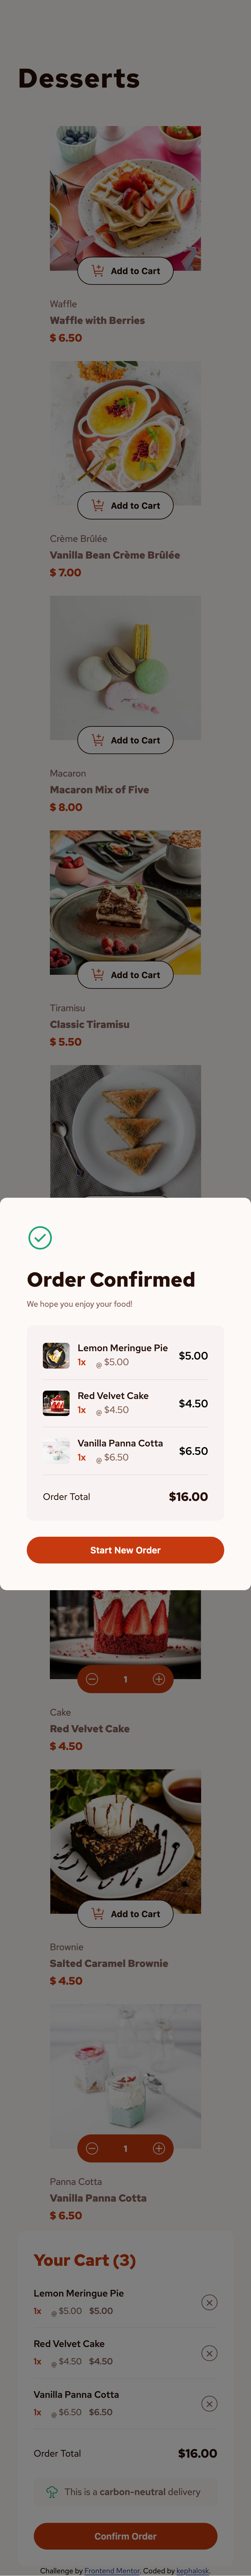 Desserts
Add to Cart
Waffle
Waffle with Berries
$ 6.50
Add to Cart
Crème Brûlée
Vanilla Bean Crème Brûlée
$ 7.00
Add to Cart
Macaron
Macaron Mix of Five
$ 8.00
Add to Cart
Tiramisu
Classic Tiramisu
$ 5.50
Order Confirmed
We hope you enjoy your food!
Lemon Meringue Pie
1x @ $5.00 $5.00
Red Velvet Cake
1x @ $4.50 $4.50
Vanilla Panna Cotta
1x @ $6.50 $6.50
Order Total $16.00
Start New Order
1
Cake
Red Velvet Cake
$ 4.50
Add to Cart
Brownie
Salted Caramel Brownie
$ 4.50
1
Panna Cotta
Vanilla Panna Cotta
$ 6.50
Your Cart (3)
Lemon Meringue Pie
1x @ $5.00 $5.00
Red Velvet Cake
1x @ $4.50 $4.50
Vanilla Panna Cotta
1x @ $6.50 $6.50
Order Total $16.00
This is a carbon-neutral delivery
Confirm Order
Challenge by Frontend Mentor. Coded by kephalosk.